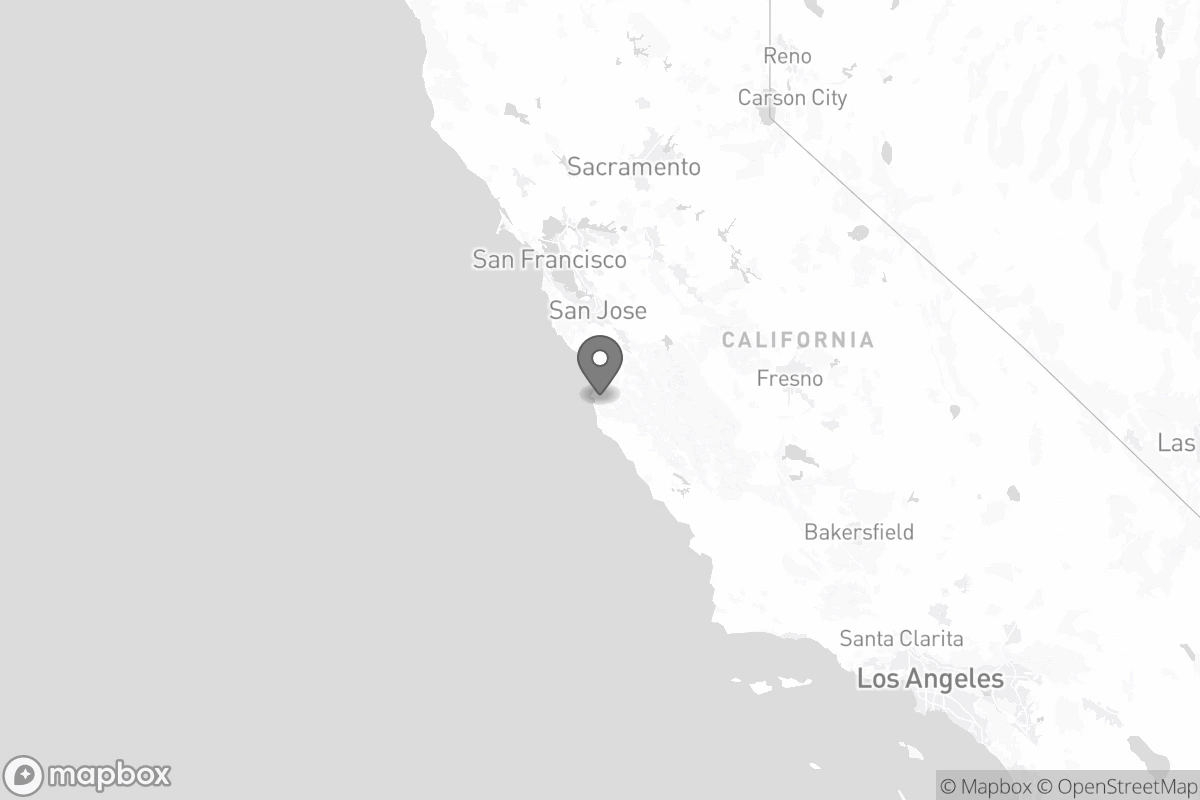 Reno
Carson City
Sacramento
San Francisco
San Jose
CALIFORNIA
Fresno
Las
Bakersfield
Santa Clarita
Los Angeles
mapbox
© Mapbox © OpenStreetMap